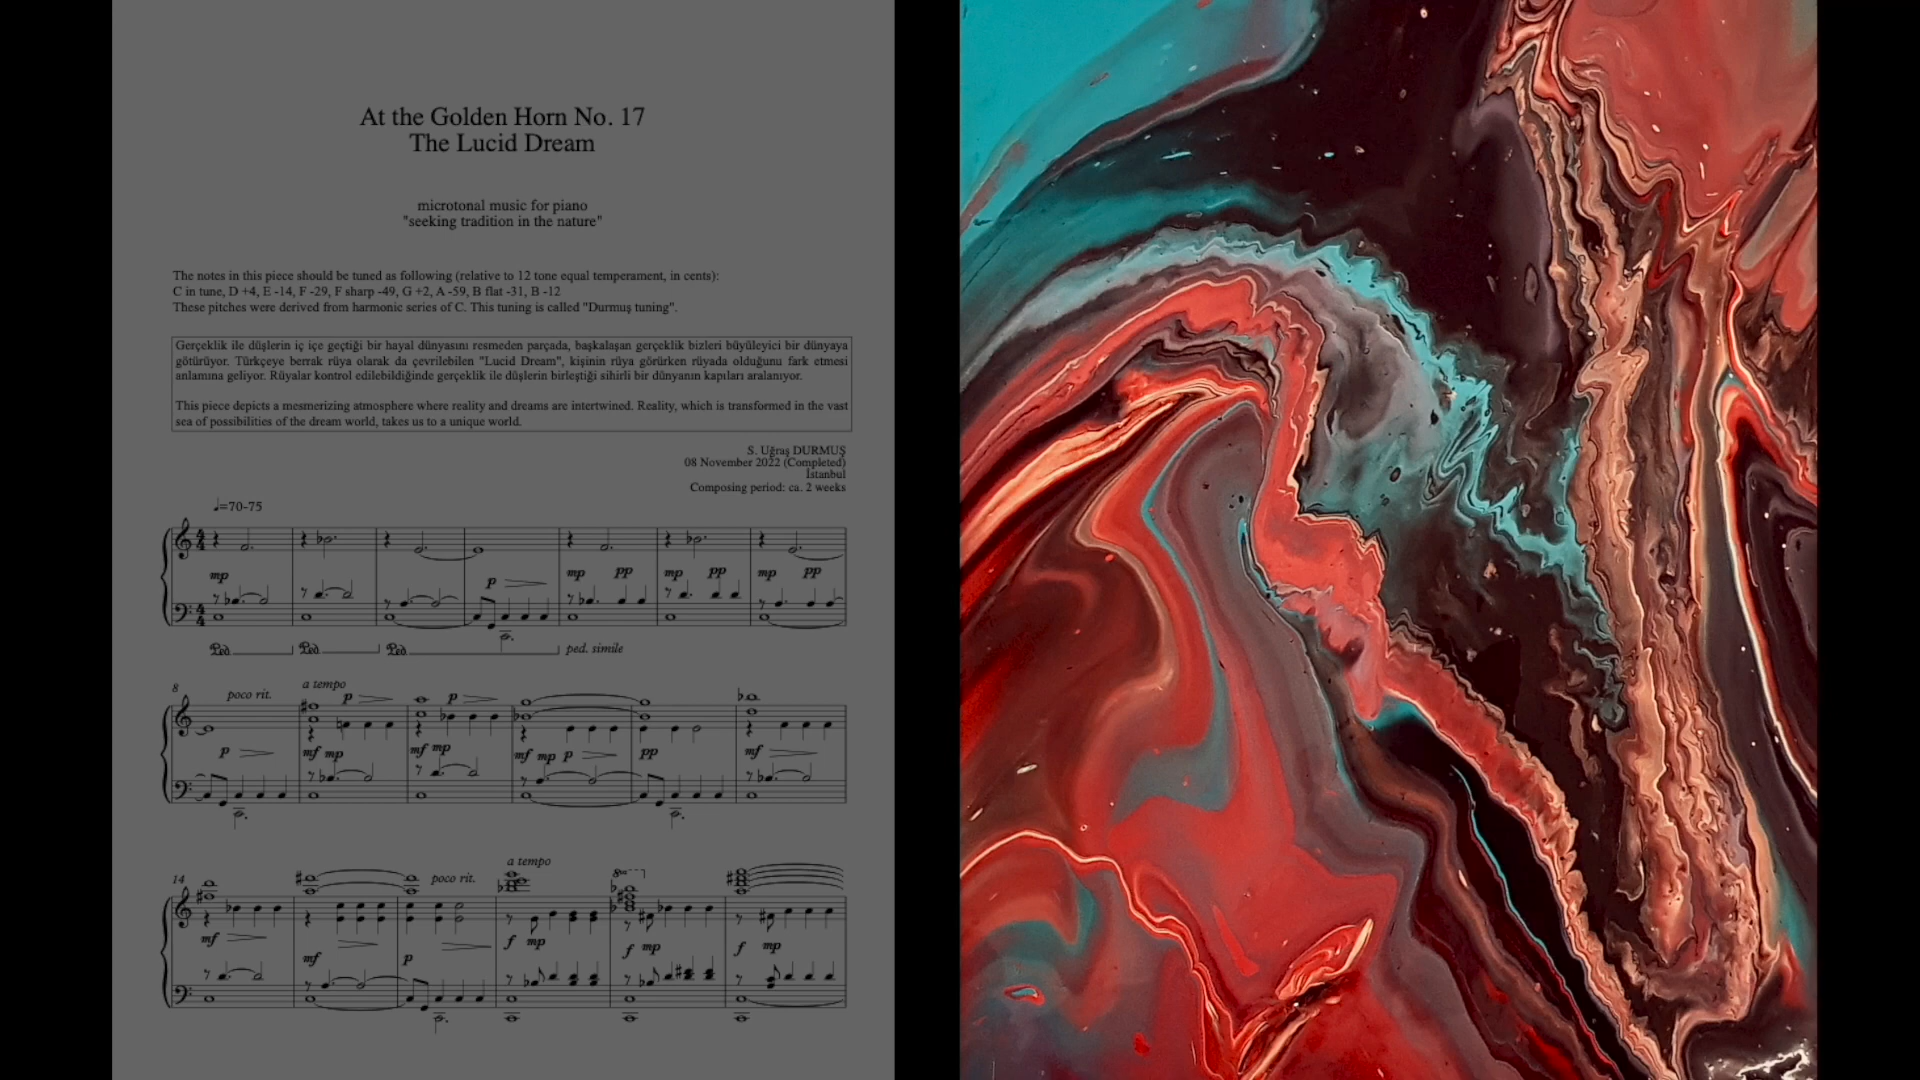 At the Golden Horn No. 17
The Lucid Dream
microtonal music for piano
"seeking tradition in the nature"
The notes in this piece should be tuned as following (relative to 12 tone equal temperament, in cents):
C in tune, D +4, E -14, F -29, F sharp -49, G +2, A -59, B flat -31, B -12
These pitches were derived from harmonic series of C. This tuning is called "Durmuş tuning".
Gerçeklik ile düşlerin iç içe geçtiği bir hayal dünyasını resmeden parçada, başkalaşan gerçeklik bizleri büyüleyici bir dünyaya
götürüyor. Türkçeye berrak rüya olarak da çevrilebilen "Lucid Dream", kişinin rüya görürken rüyada olduğunu fark etmesi
anlamına geliyor. Rüyalar kontrol edilebildiğinde gerçeklik ile düşlerin birleştiği sihirli bir dünyanın kapıları aralanıyor.
This piece depicts a mesmerizing atmosphere where reality and dreams are intertwined. Reality, which is transformed in the vast
sea of possibilities of the dream world, takes us to a unique world.
S. Uğraş DURMUŞ
08 November 2022 (Completed)
İstanbul
Composing period: ca. 2 weeks
♩=70-75
mp p mp pp mp pp mp pp
Ped Ped Ped ped. simile
8 poco rit. a tempo p p
p mf mp mf mp mf mp p pp mf
14 poco rit. a tempo 8va
mf mf p f mp f mp f mp